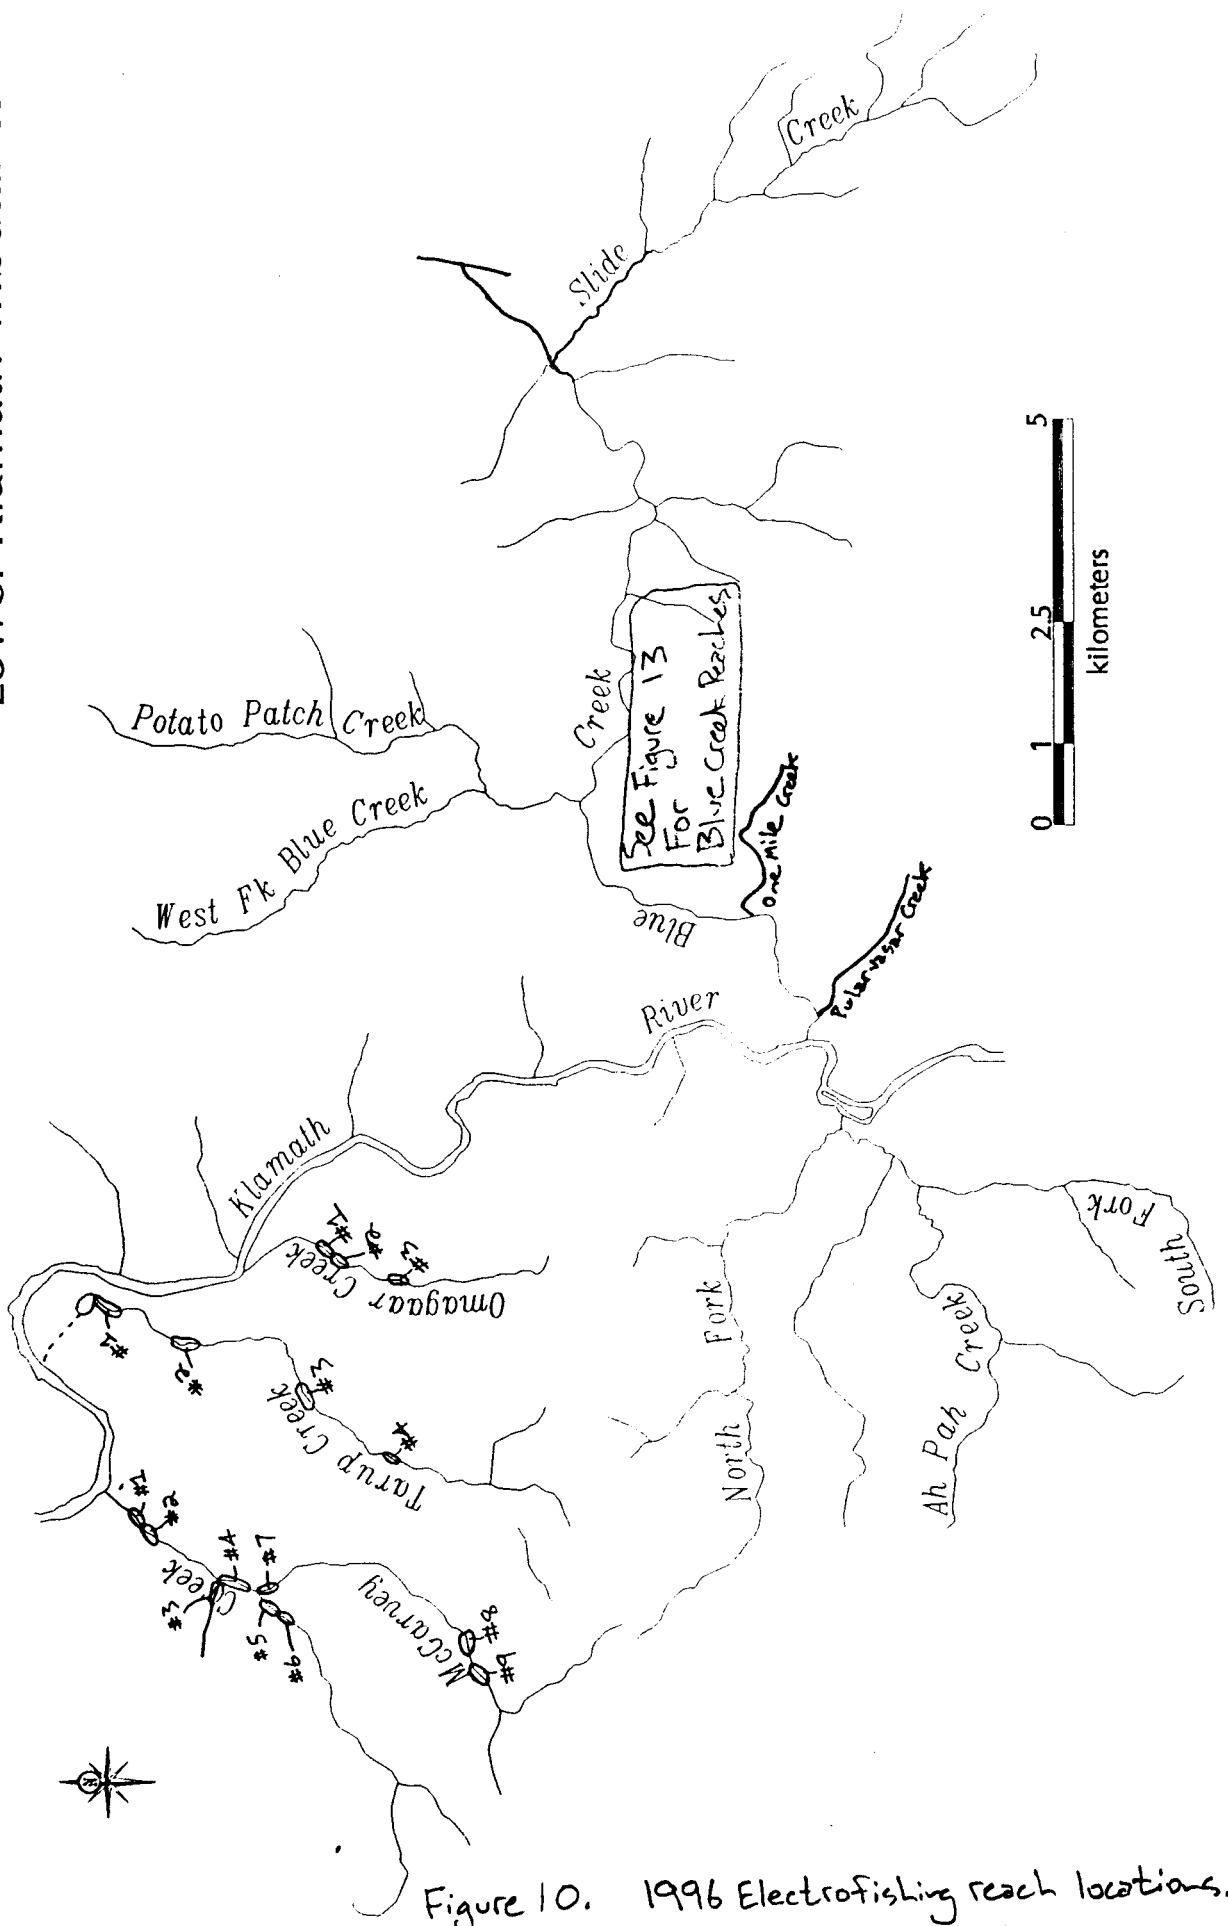 Creek
Slide
Potato Patch Creek
West Fk Blue Creek
Creek
See Figure 13
For
Blue Creek Reaches
One Mile Creek
Blue
Pularvasar Creek
River
Klamath
0 1 2.5 5
kilometers
Omagaar Creek
#1
#2
#3
Tarup Creek
#1
#2
#3
#4
McGarvey Creek
#1
#2
#3
#4
#5
#6
#7
#8
#9
North Fork
Ah Pah Creek
South Fork
N
Figure 10. 1996 Electrofishing reach locations.